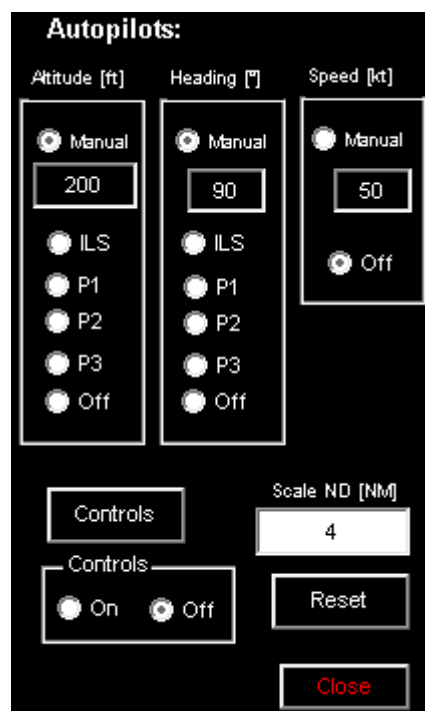 Autopilots:
Altitude [ft]
Manual
200
ILS
P1
P2
P3
Off
Heading [º]
Manual
90
ILS
P1
P2
P3
Off
Speed [kt]
Manual
50
Off
Controls
Controls
On Off
Scale ND [NM]
4
Reset
Close